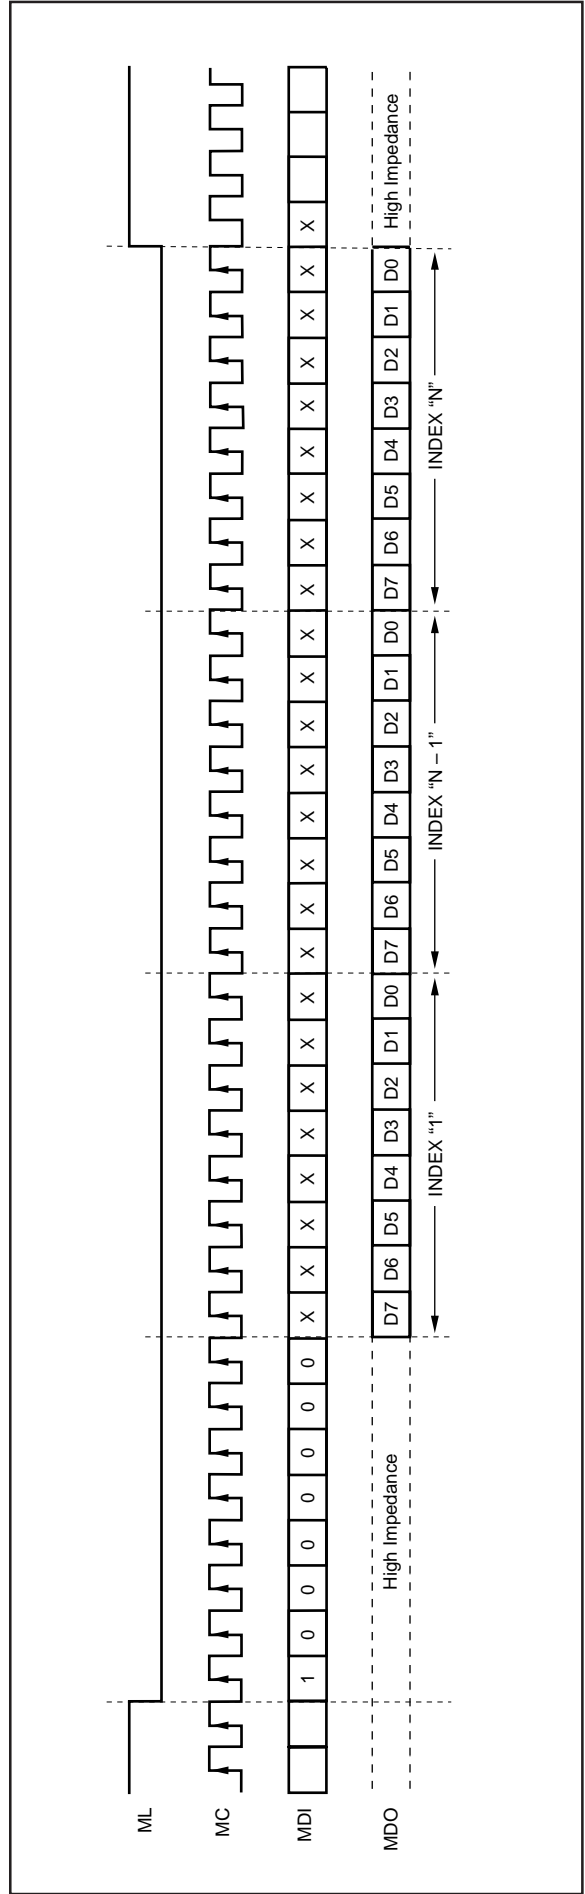 ML
MC
MDI 1 0 0 0 0 0 0 0 X X X X X X X X X X X X X X X X X X X X X X X X X
MDO High Impedance D7 D6 D5 D4 D3 D2 D1 D0 D7 D6 D5 D4 D3 D2 D1 D0 D7 D6 D5 D4 D3 D2 D1 D0 High Impedance
INDEX “1” INDEX “N – 1” INDEX “N”